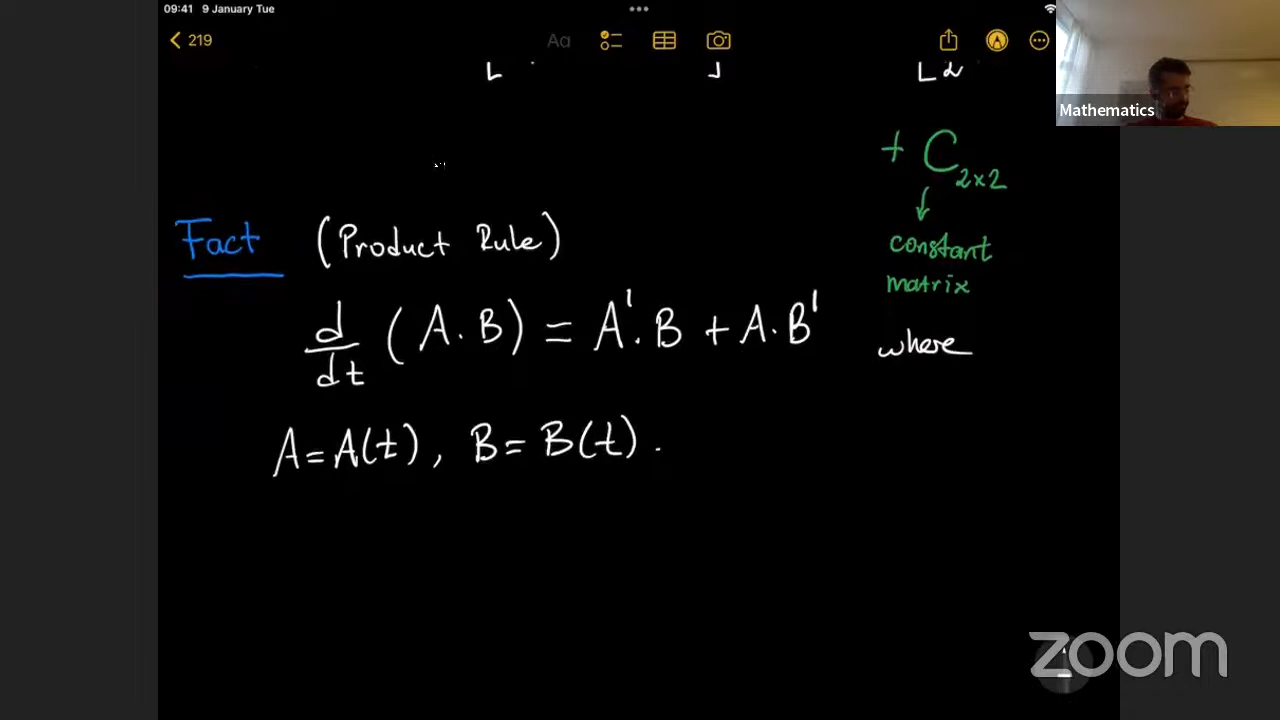 09:41 9 January Tue
219
Aa
Mathematics
+ C₂ₓ₂
constant
matrix
Fact (Product Rule)
d/dt (A·B) = A'·B + A·B' where
A = A(t), B = B(t).
zoom